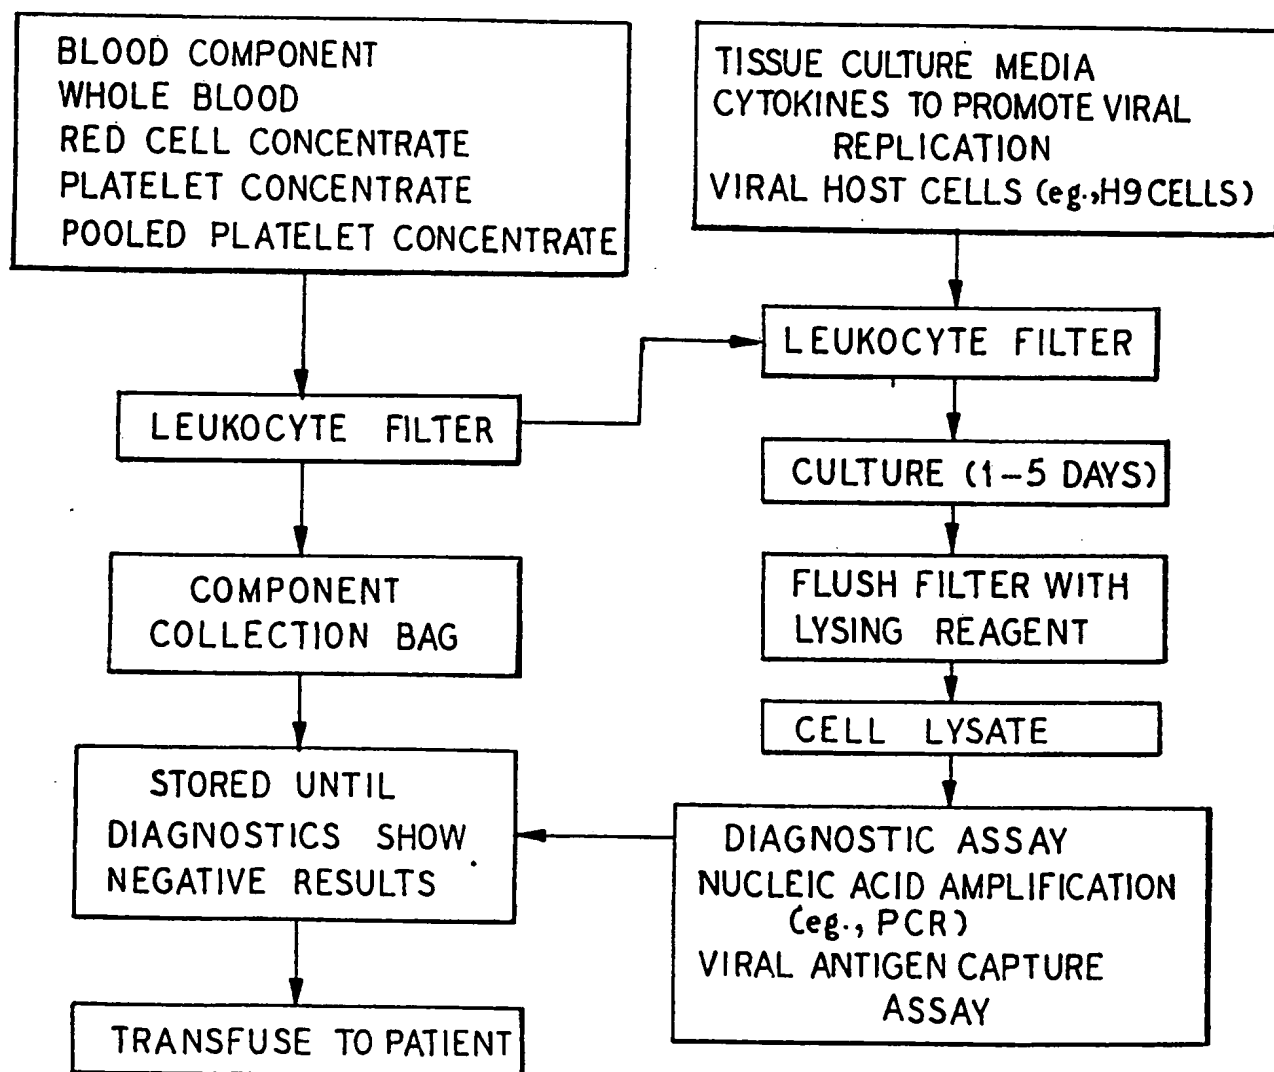 BLOOD COMPONENT
WHOLE BLOOD
RED CELL CONCENTRATE
PLATELET CONCENTRATE
POOLED PLATELET CONCENTRATE
LEUKOCYTE FILTER
COMPONENT
COLLECTION BAG
STORED UNTIL
DIAGNOSTICS SHOW
NEGATIVE RESULTS
TRANSFUSE TO PATIENT
TISSUE CULTURE MEDIA
CYTOKINES TO PROMOTE VIRAL
REPLICATION
VIRAL HOST CELLS (eg.,H9 CELLS)
LEUKOCYTE FILTER
CULTURE (1-5 DAYS)
FLUSH FILTER WITH
LYSING REAGENT
CELL LYSATE
DIAGNOSTIC ASSAY
NUCLEIC ACID AMPLIFICATION
(eg., PCR)
VIRAL ANTIGEN CAPTURE
ASSAY